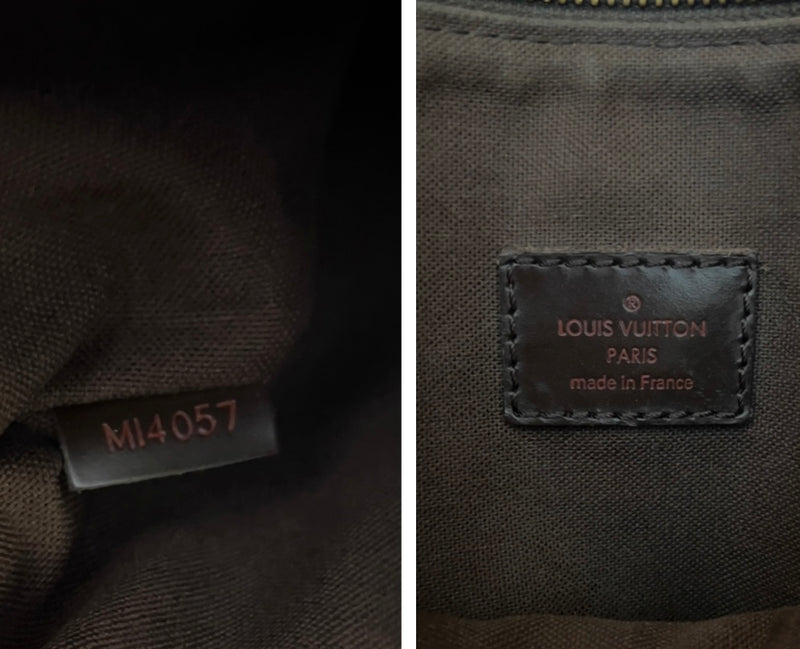 MI4057
®
LOUIS VUITTON
PARIS
made in France